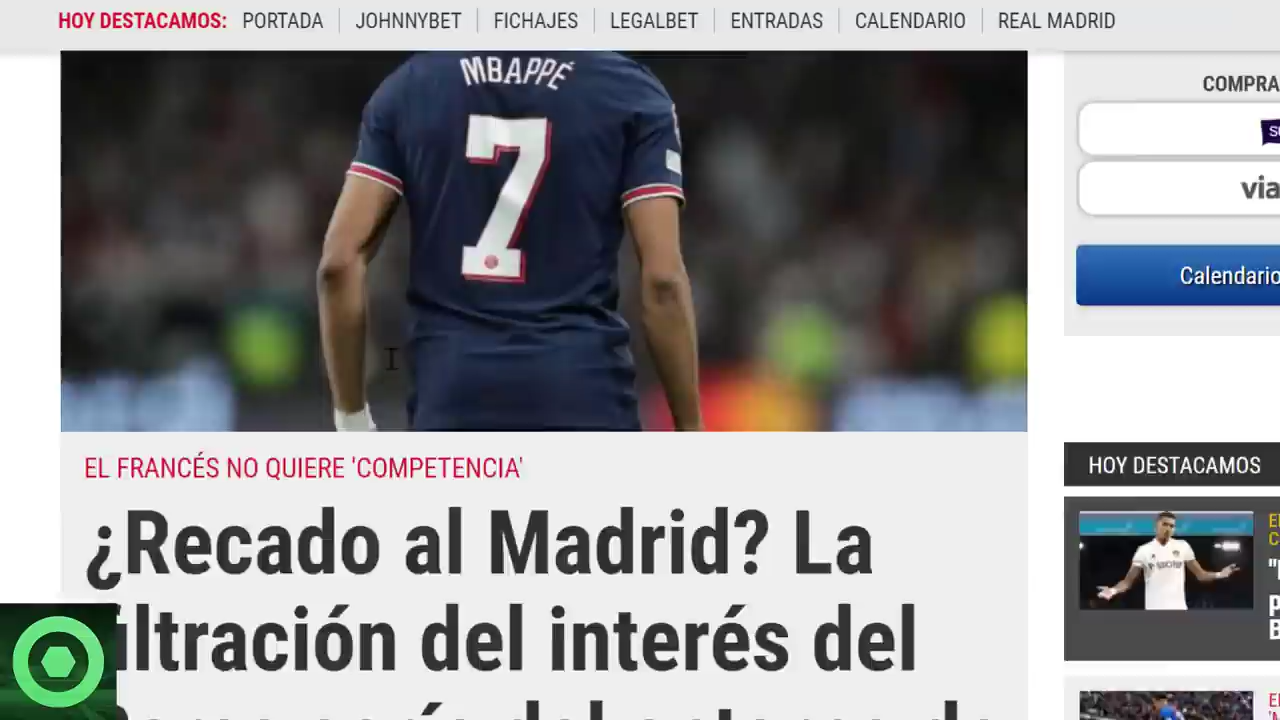 HOY DESTACAMOS: PORTADA JOHNNYBET FICHAJES LEGALBET ENTRADAS CALENDARIO REAL MADRID
MBAPPÉ
7
COMPRA
via
Calendario
EL FRANCÉS NO QUIERE 'COMPETENCIA'
¿Recado al Madrid? La
filtración del interés del
HOY DESTACAMOS